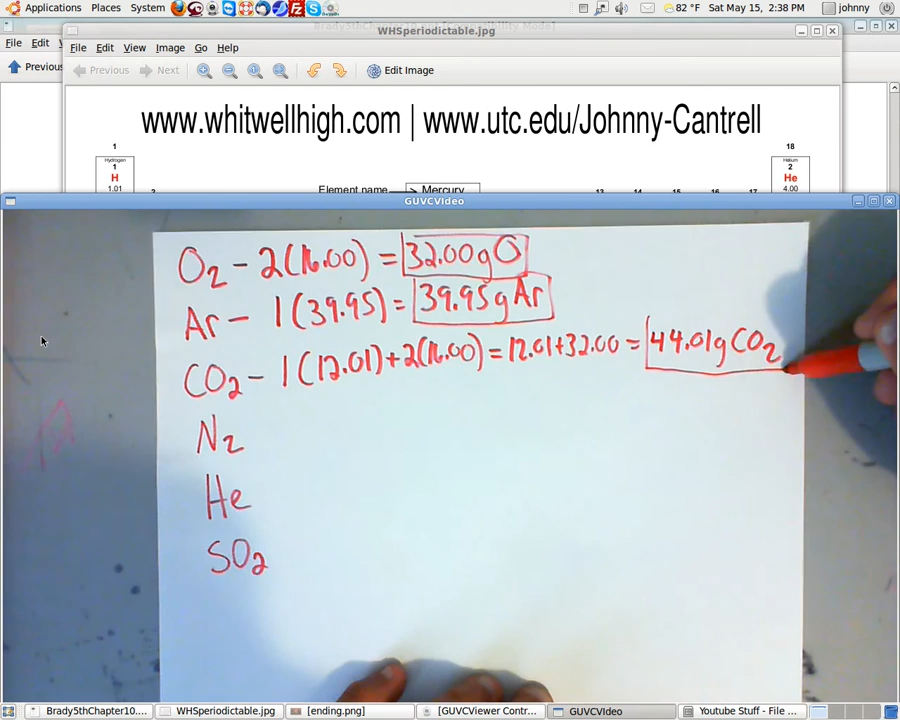 Applications Places System 82 °F Sat May 15, 2:38 PM johnny
WHSperiodictable.jpg
File Edit
File Edit View Image Go Help
Previous
Previous Next Edit Image
www.whitwellhigh.com | www.utc.edu/Johnny-Cantrell
1 18
Hydrogen Helium
1 2
H He
1.01 4.00
2 Element name Mercury 13 14 15 16 17
GUVCVideo
O2 - 2(16.00) = 32.00g O
Ar - 1(39.95) = 39.95g Ar
CO2 - 1(12.01)+2(16.00) = 12.01+32.00 = 44.01g CO2
N2
He
SO2
Brady5thChapter10.... WHSperiodictable.jpg [ending.png] [GUVCViewer Contr... GUVCVideo Youtube Stuff - File ...